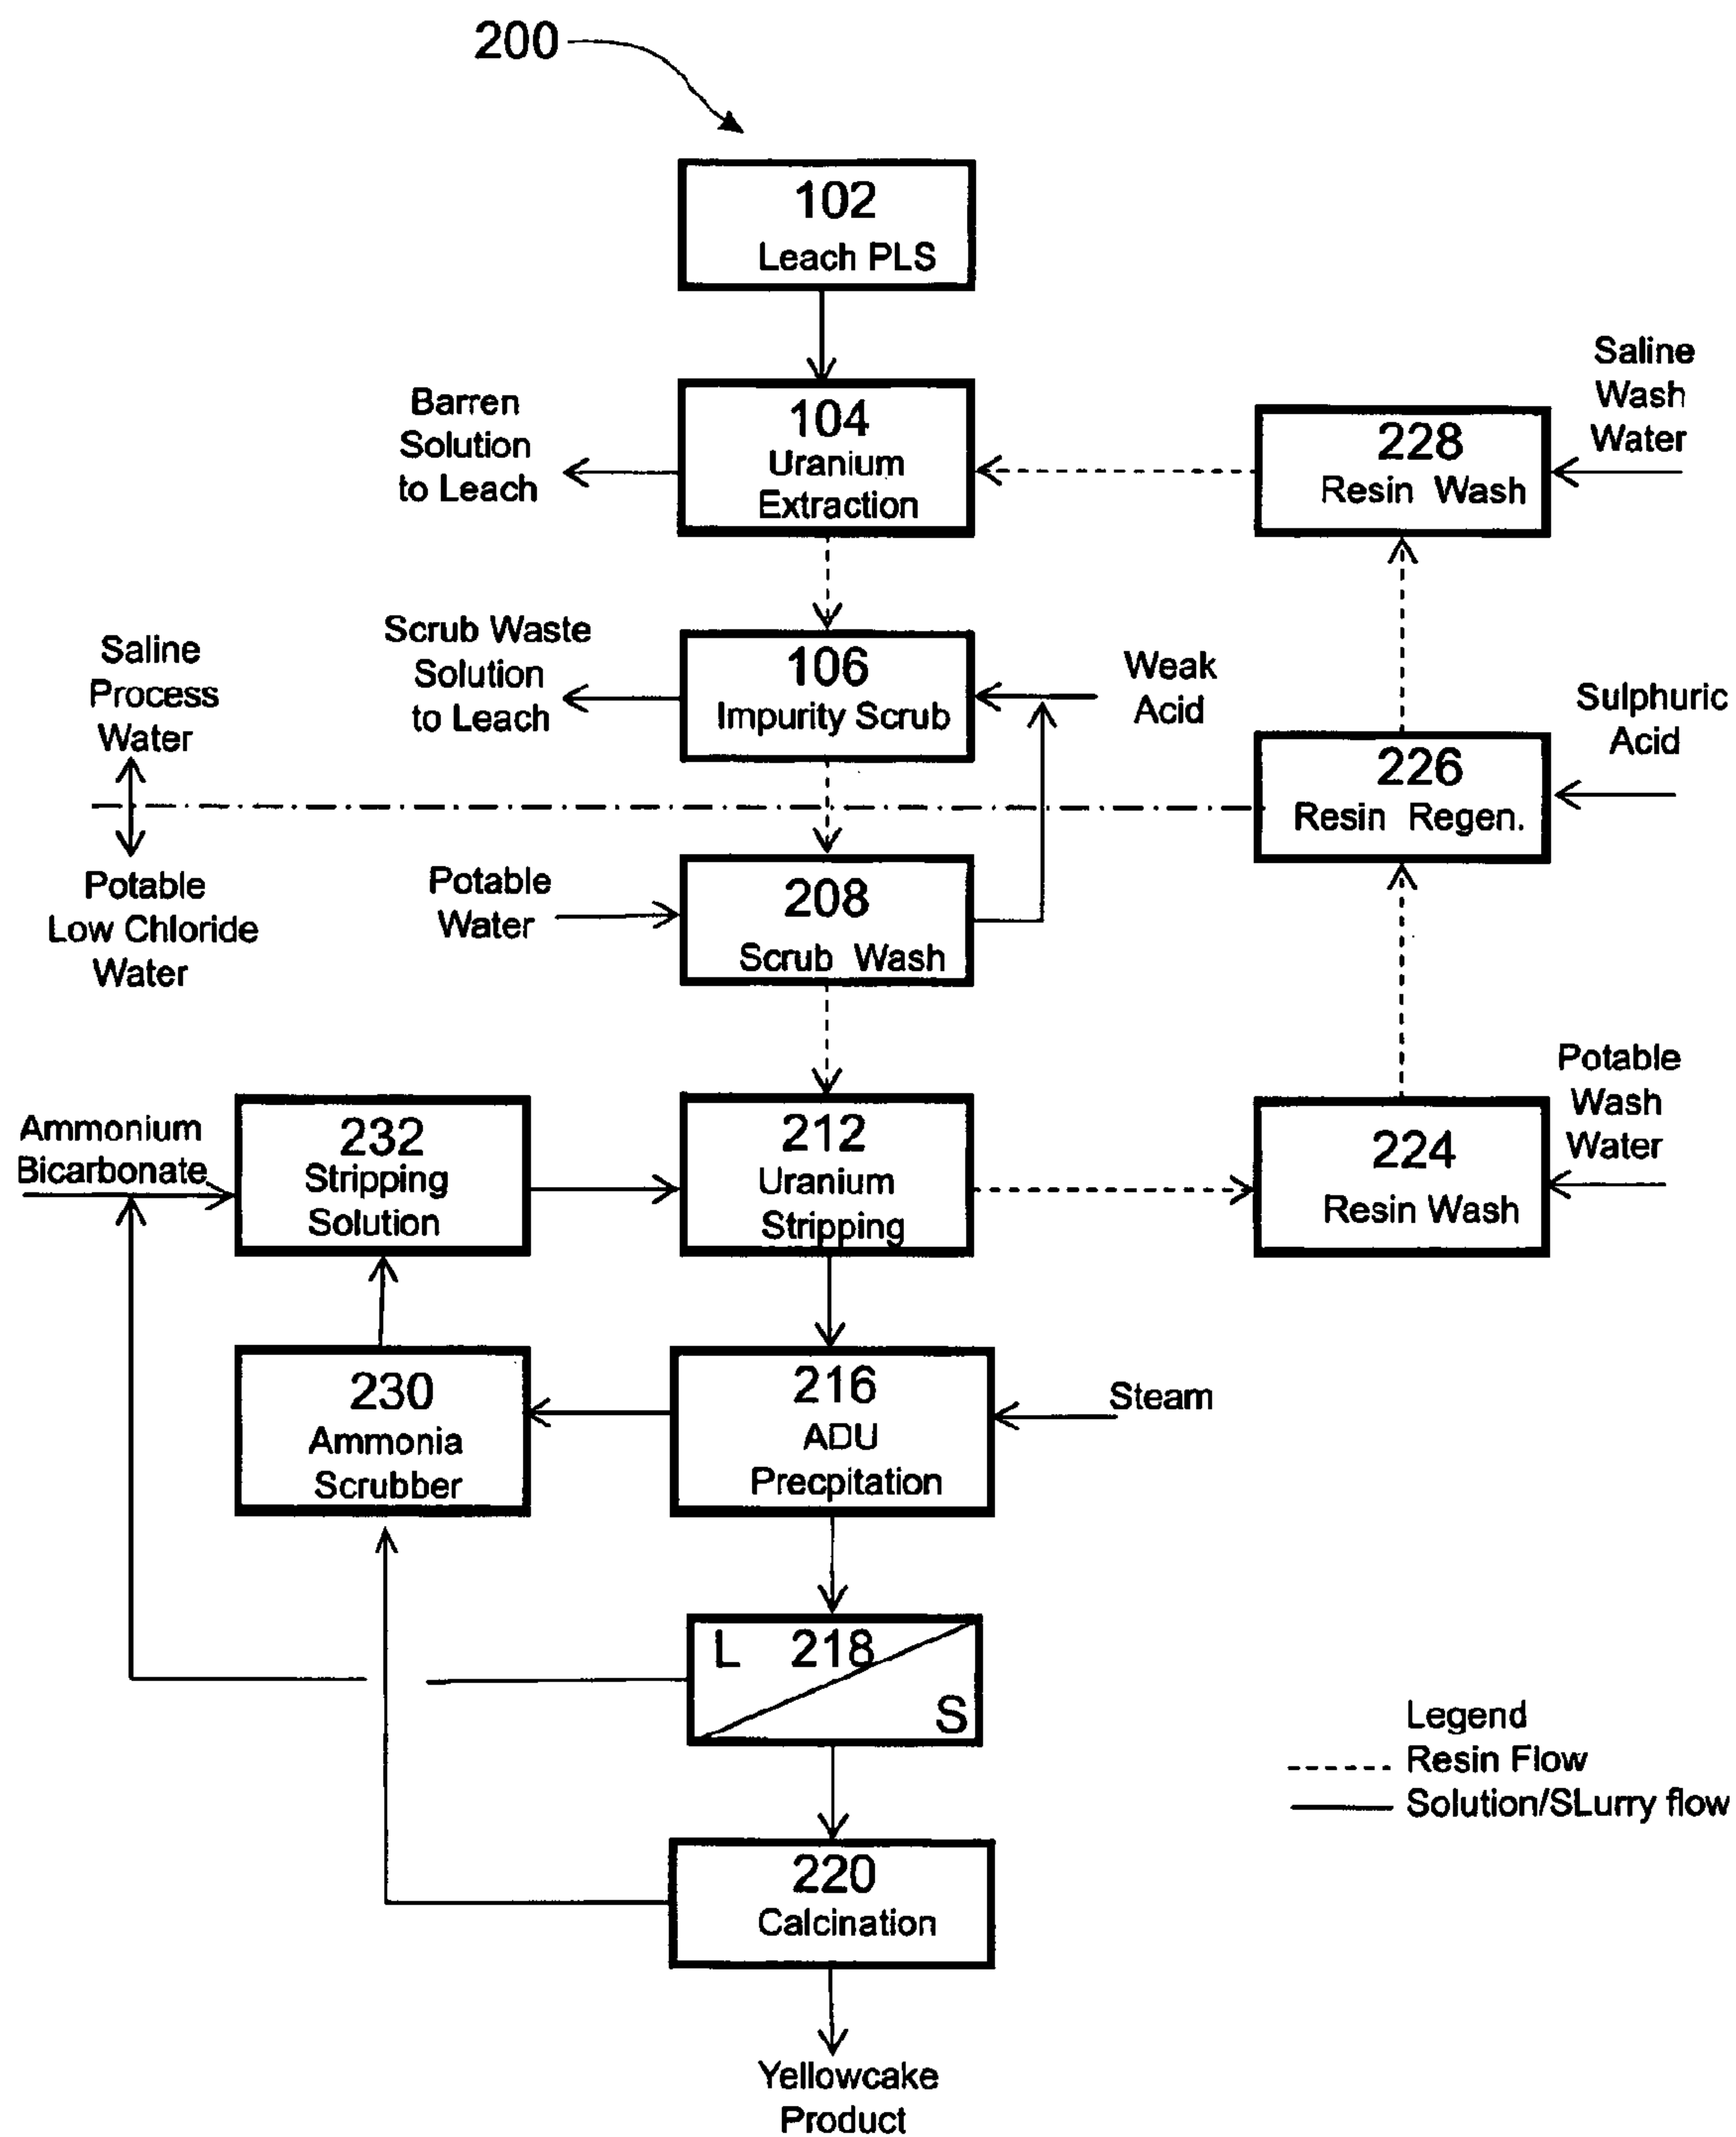 200
102
Leach PLS
Barren
Solution
to Leach
104
Uranium
Extraction
228
Resin Wash
Saline
Wash
Water
Saline
Process
Water
Scrub Waste
Solution
to Leach
106
Impurity Scrub
Weak
Acid
226
Resin Regen.
Sulphuric
Acid
Potable
Low Chloride
Water
Potable
Water
208
Scrub Wash
Ammonium
Bicarbonate
232
Stripping
Solution
212
Uranium
Stripping
224
Resin Wash
Potable
Wash
Water
230
Ammonia
Scrubber
216
ADU
Precpitation
Steam
L 218
S
220
Calcination
Yellowcake
Product
Legend
Resin Flow
Solution/SLurry flow